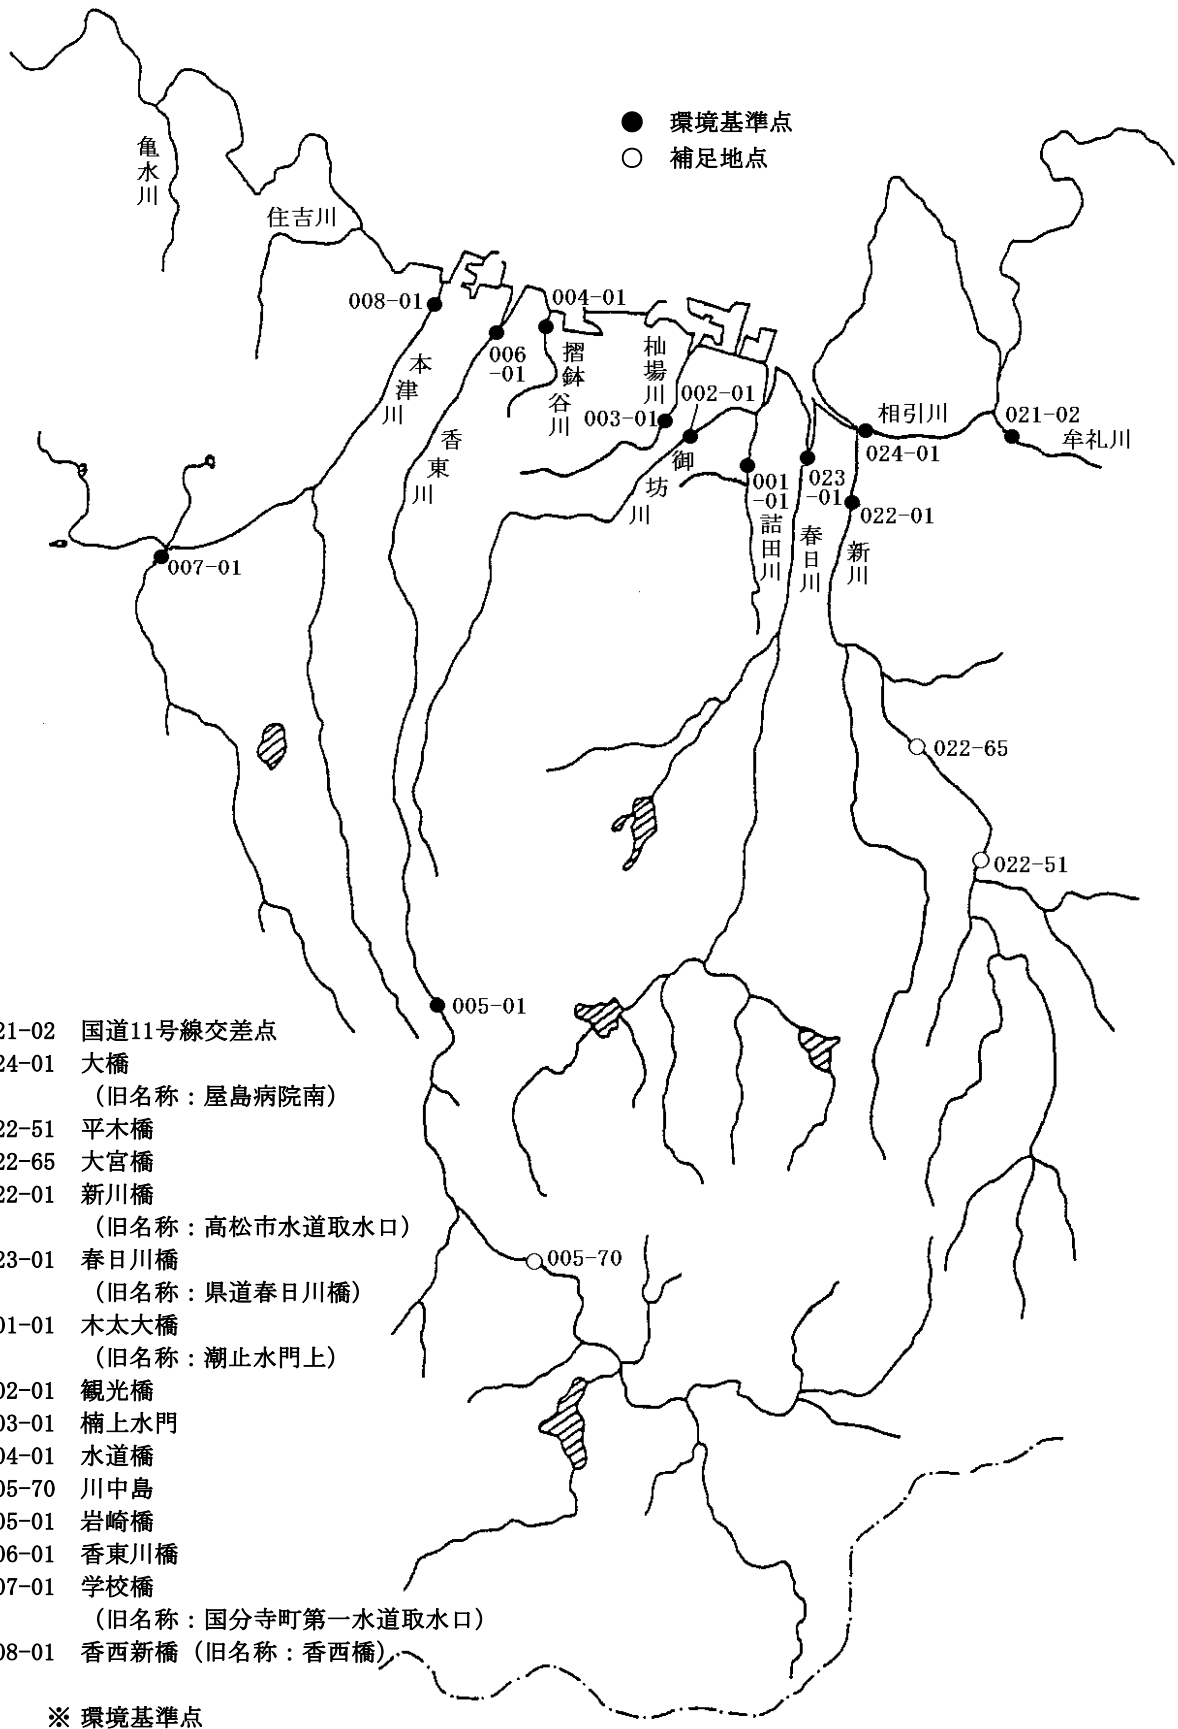 ● 環境基準点
○ 補足地点
亀水川
住吉川
008-01
004-01
006
-01
本津川
香東川
摺鉢谷川
杣場川
002-01
003-01
御坊川
001
-01
詰田川
023
-01
春日川
相引川
024-01
021-02
牟礼川
022-01
新川
007-01
022-65
022-51
005-01
005-70
21-02 国道11号線交差点
24-01 大橋
（旧名称：屋島病院南）
22-51 平木橋
22-65 大宮橋
22-01 新川橋
（旧名称：高松市水道取水口）
23-01 春日川橋
（旧名称：県道春日川橋）
01-01 木太大橋
（旧名称：潮止水門上）
02-01 観光橋
03-01 楠上水門
04-01 水道橋
05-70 川中島
05-01 岩崎橋
06-01 香東川橋
07-01 学校橋
（旧名称：国分寺町第一水道取水口）
08-01 香西新橋（旧名称：香西橋）
※ 環境基準点